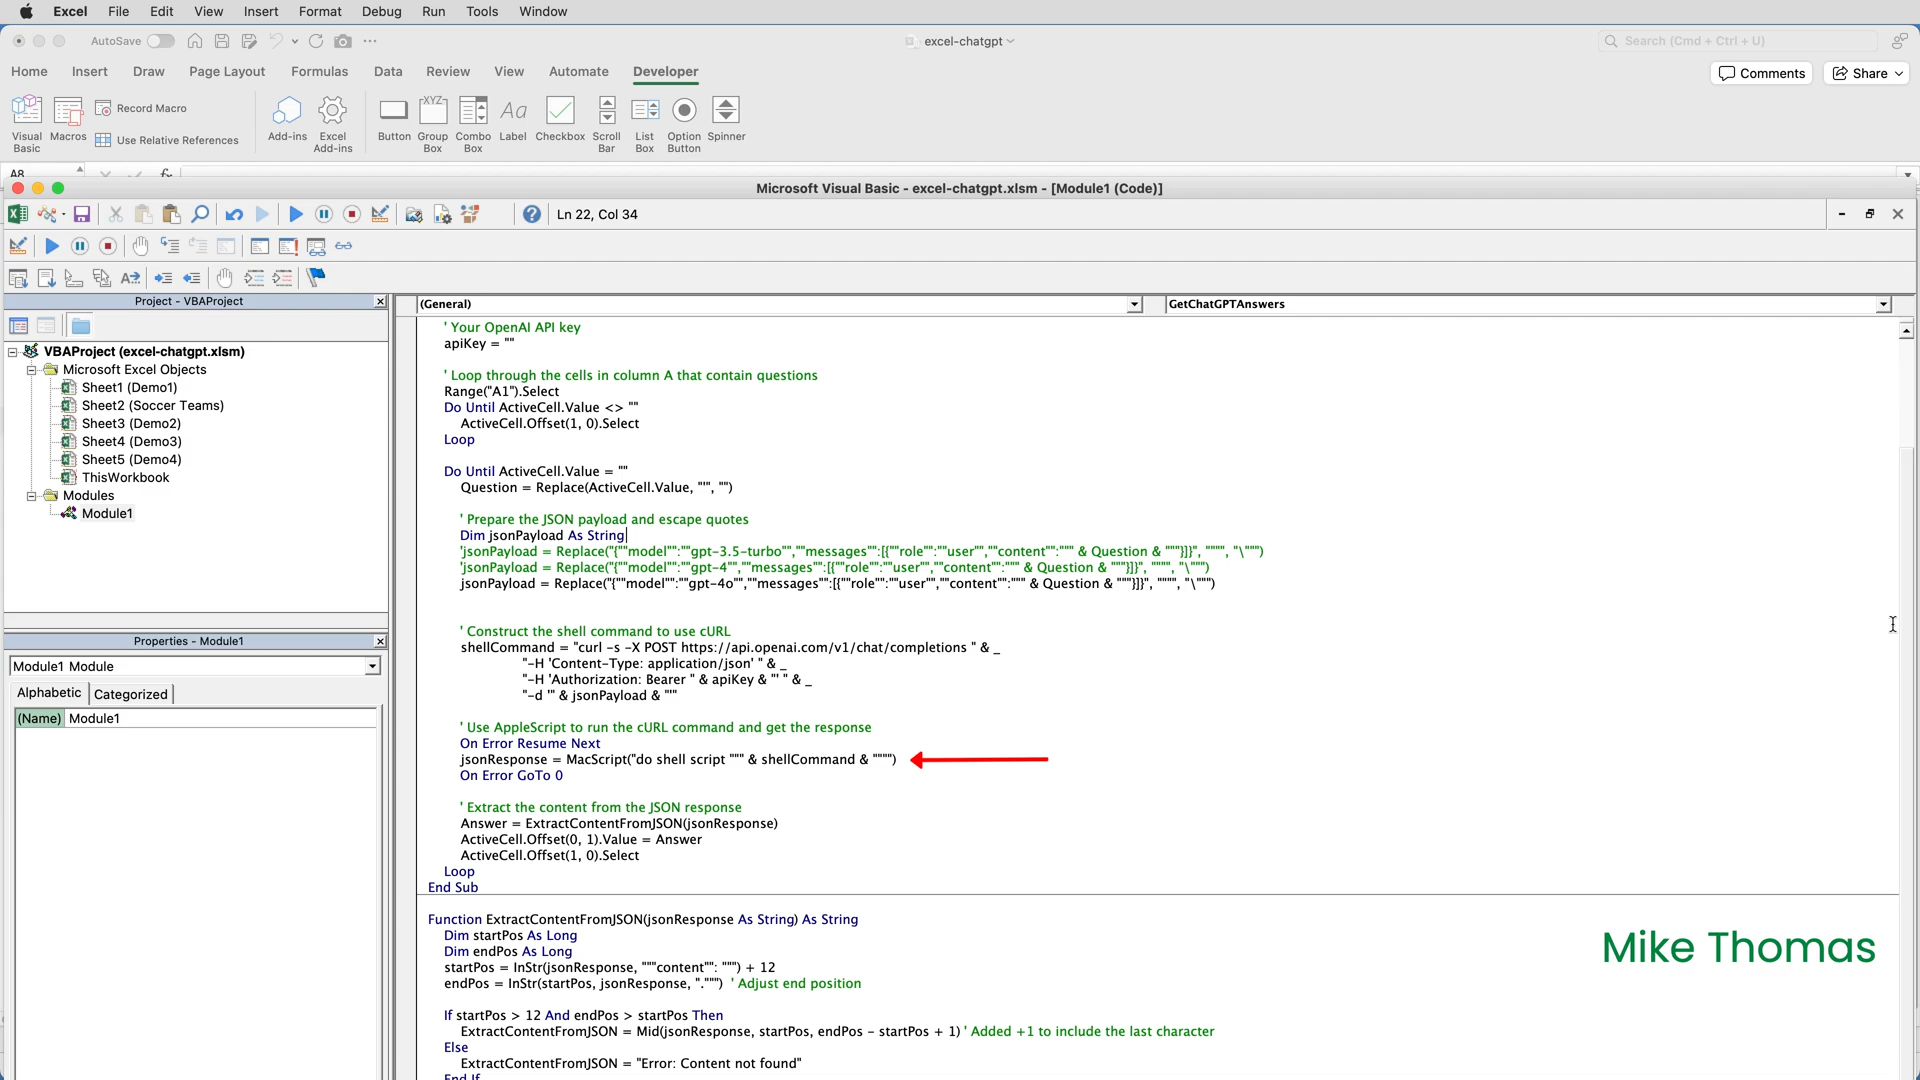 Excel File Edit View Insert Format Debug Run Tools Window
AutoSave
excel-chatgpt
Search (Cmd + Ctrl + U)
Home Insert Draw Page Layout Formulas Data Review View Automate Developer
Comments Share
Visual Basic
Macros
Record Macro
Use Relative References
Add-ins
Excel Add-ins
Button
XYZ
Group Box
Combo Box
Aa
Label
Checkbox
Scroll Bar
List Box
Option Button
Spinner
A8
fx
Microsoft Visual Basic - excel-chatgpt.xlsm - [Module1 (Code)]
Ln 22, Col 34
Project - VBAProject
VBAProject (excel-chatgpt.xlsm)
Microsoft Excel Objects
Sheet1 (Demo1)
Sheet2 (Soccer Teams)
Sheet3 (Demo2)
Sheet4 (Demo3)
Sheet5 (Demo4)
ThisWorkbook
Modules
Module1
Properties - Module1
Module1 Module
Alphabetic Categorized
(Name) Module1
(General)
GetChatGPTAnswers
' Your OpenAI API key
apiKey = ""
' Loop through the cells in column A that contain questions
Range("A1").Select
Do Until ActiveCell.Value <> ""
ActiveCell.Offset(1, 0).Select
Loop
Do Until ActiveCell.Value = ""
Question = Replace(ActiveCell.Value, "'", "")
' Prepare the JSON payload and escape quotes
Dim jsonPayload As String
'jsonPayload = Replace("{""model"":""gpt-3.5-turbo"",""messages"":[{""role"":""user"",""content"":""" & Question & """}]}", """", "\""")
'jsonPayload = Replace("{""model"":""gpt-4"",""messages"":[{""role"":""user"",""content"":""" & Question & """}]}", """", "\""")
jsonPayload = Replace("{""model"":""gpt-4o"",""messages"":[{""role"":""user"",""content"":""" & Question & """}]}", """", "\""")
' Construct the shell command to use cURL
shellCommand = "curl -s -X POST https://api.openai.com/v1/chat/completions " & _
"-H 'Content-Type: application/json' " & _
"-H 'Authorization: Bearer " & apiKey & "' " & _
"-d '" & jsonPayload & "'"
' Use AppleScript to run the cURL command and get the response
On Error Resume Next
jsonResponse = MacScript("do shell script """ & shellCommand & """")
On Error GoTo 0
' Extract the content from the JSON response
Answer = ExtractContentFromJSON(jsonResponse)
ActiveCell.Offset(0, 1).Value = Answer
ActiveCell.Offset(1, 0).Select
Loop
End Sub
Function ExtractContentFromJSON(jsonResponse As String) As String
Dim startPos As Long
Dim endPos As Long
startPos = InStr(jsonResponse, """content"": """) + 12
endPos = InStr(startPos, jsonResponse, ".""") ' Adjust end position
If startPos > 12 And endPos > startPos Then
ExtractContentFromJSON = Mid(jsonResponse, startPos, endPos - startPos + 1) ' Added +1 to include the last character
Else
ExtractContentFromJSON = "Error: Content not found"
End If
Mike Thomas